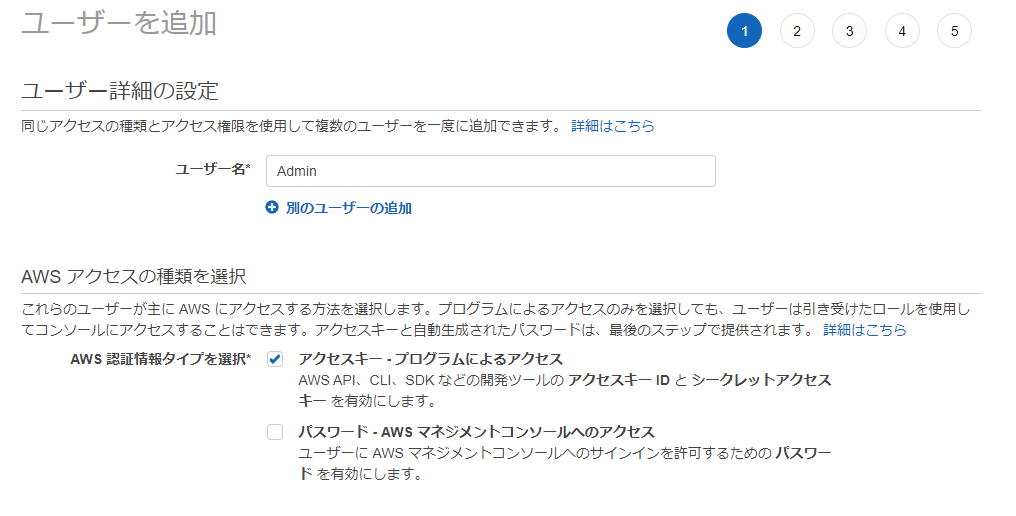 ユーザーを追加
1 2 3 4 5
ユーザー詳細の設定
同じアクセスの種類とアクセス権限を使用して複数のユーザーを一度に追加できます。 詳細はこちら
ユーザー名* Admin
別のユーザーの追加
AWS アクセスの種類を選択
これらのユーザーが主に AWS にアクセスする方法を選択します。プログラムによるアクセスのみを選択しても、ユーザーは引き受けたロールを使用し
てコンソールにアクセスすることはできます。アクセスキーと自動生成されたパスワードは、最後のステップで提供されます。 詳細はこちら
AWS 認証情報タイプを選択* アクセスキー - プログラムによるアクセス
AWS API、CLI、SDK などの開発ツールの アクセスキー ID と シークレットアクセス
キー を有効にします。
パスワード - AWS マネジメントコンソールへのアクセス
ユーザーに AWS マネジメントコンソールへのサインインを許可するための パスワー
ド を有効にします。